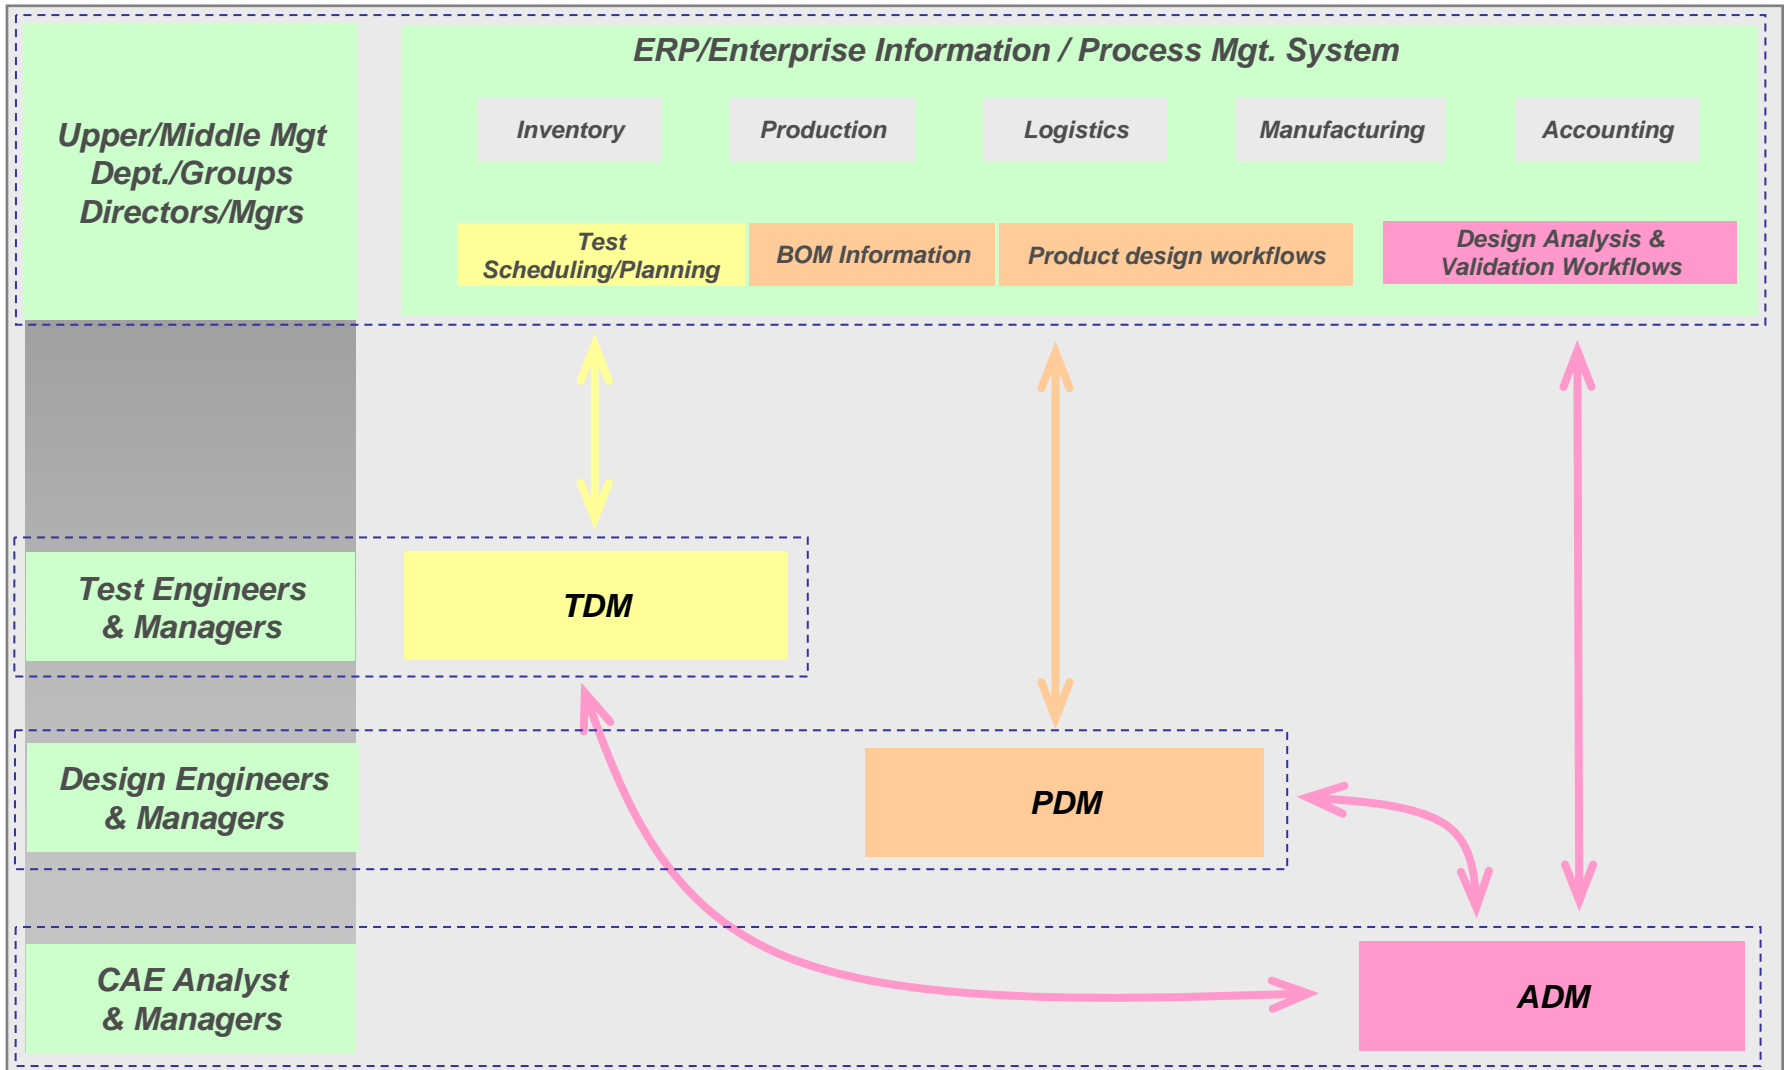 ERP/Enterprise Information / Process Mgt. System
Upper/Middle Mgt
Dept./Groups
Directors/Mgrs
Inventory
Production
Logistics
Manufacturing
Accounting
Test
Scheduling/Planning
BOM Information
Product design workflows
Design Analysis &
Validation Workflows
Test Engineers
& Managers
TDM
Design Engineers
& Managers
PDM
CAE Analyst
& Managers
ADM